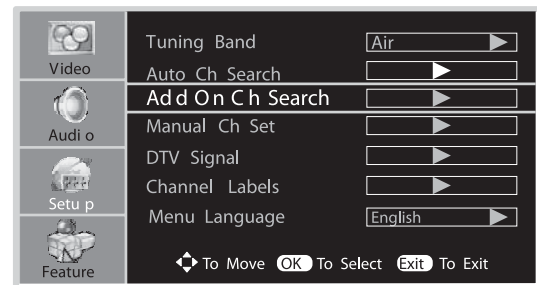 Video
Audi o
Setu p
Feature
Tuning Band Air
Auto Ch Search
Add On Ch Search
Manual Ch Set
DTV Signal
Channel Labels
Menu Language English
To Move OK To Select Exit To Exit